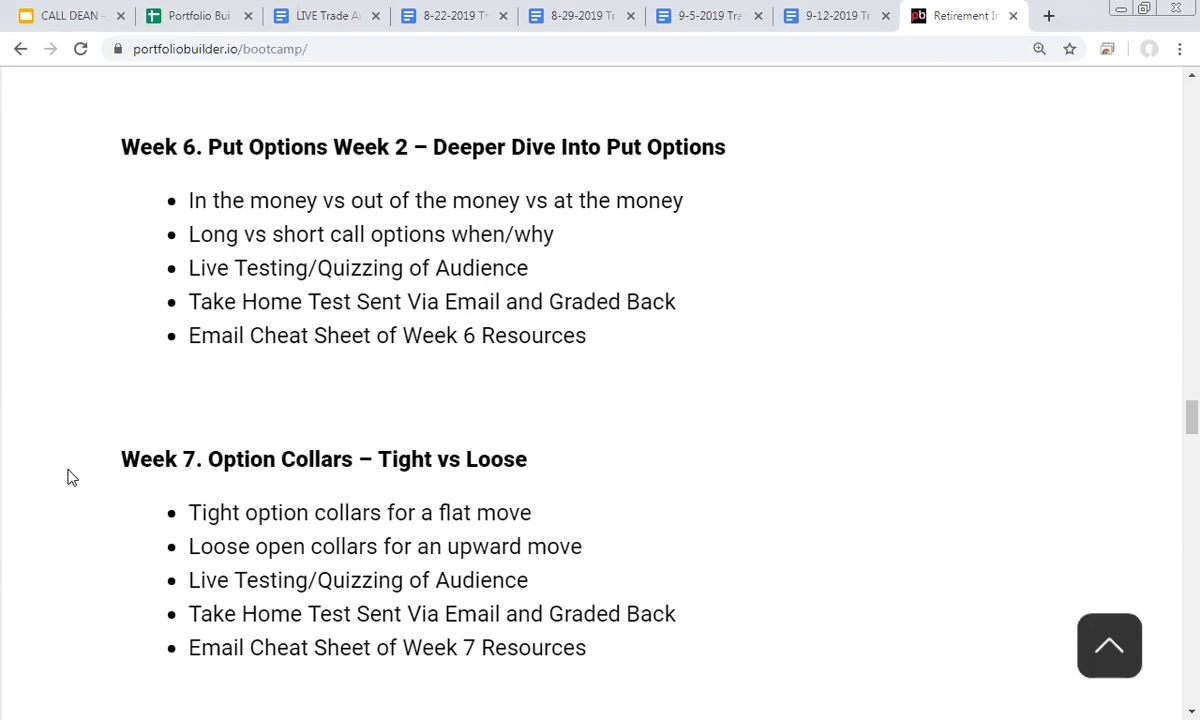 CALL DEAN -
Portfolio Bui
LIVE Trade Al
8-22-2019 T
8-29-2019 Tr
9-5-2019 Tra
9-12-2019 Tr
pb Retirement Ir
portfoliobuilder.io/bootcamp/
Week 6. Put Options Week 2 – Deeper Dive Into Put Options
• In the money vs out of the money vs at the money
• Long vs short call options when/why
• Live Testing/Quizzing of Audience
• Take Home Test Sent Via Email and Graded Back
• Email Cheat Sheet of Week 6 Resources
Week 7. Option Collars – Tight vs Loose
• Tight option collars for a flat move
• Loose open collars for an upward move
• Live Testing/Quizzing of Audience
• Take Home Test Sent Via Email and Graded Back
• Email Cheat Sheet of Week 7 Resources